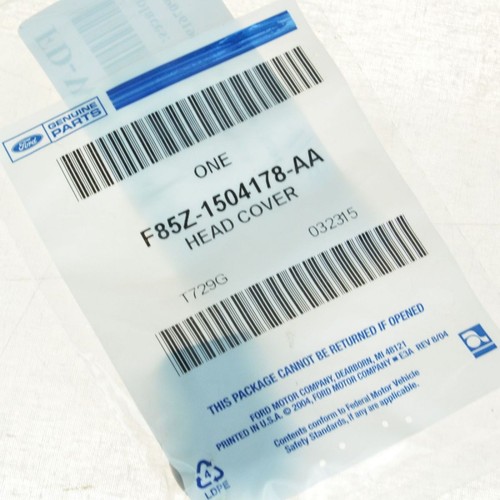 Ford
GENUINE
PARTS
ONE
F85Z-1504178-AA
HEAD COVER
T729G 032315
THIS PACKAGE CANNOT BE RETURNED IF OPENED
FORD MOTOR COMPANY, DEARBORN, MI 48121
PRINTED IN U.S.A. © 2004, FORD MOTOR COMPANY ■ E3A REV 6/04
Contents conform to Federal Motor Vehicle
Safety Standards, if any are applicable.
4
LDPE